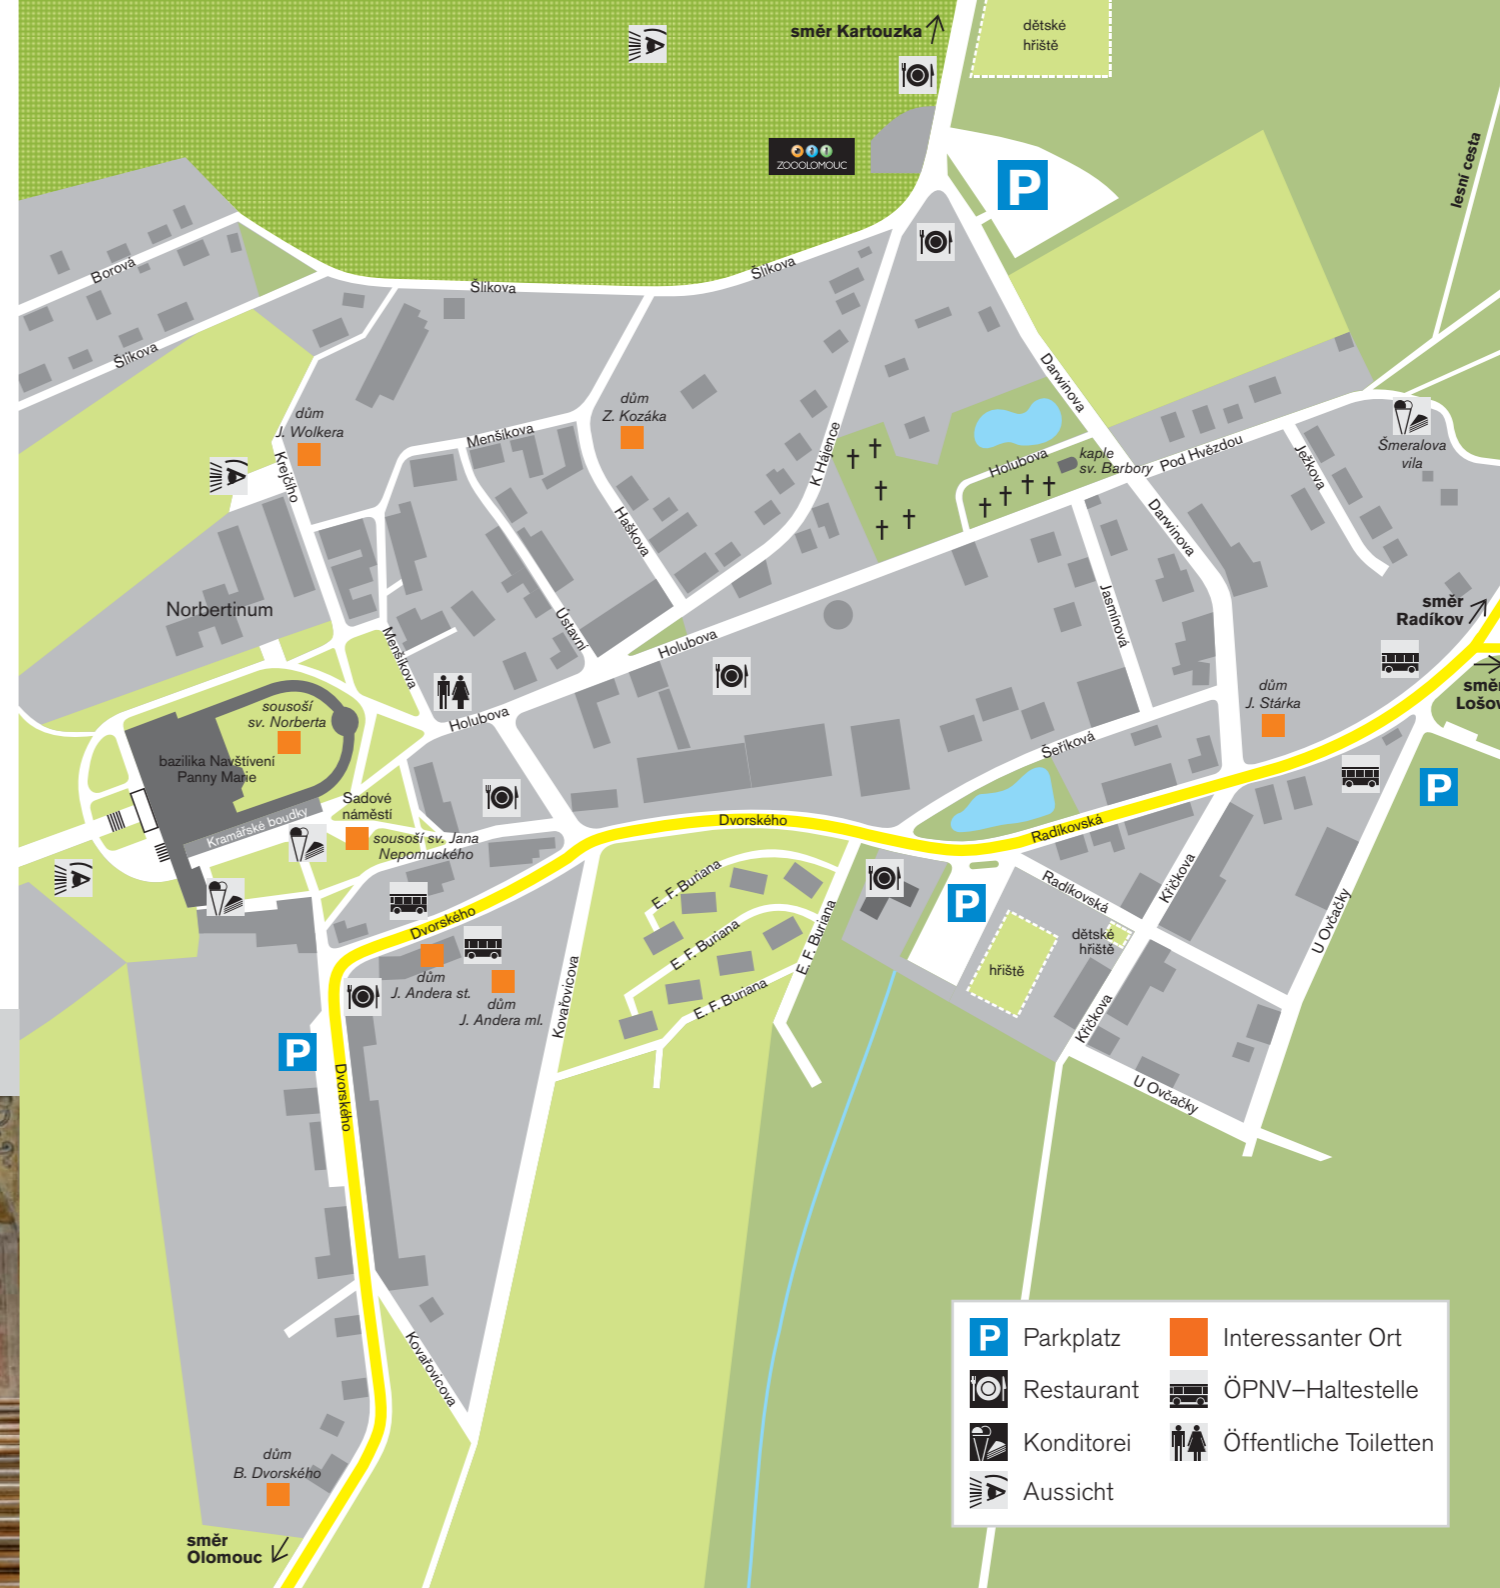 směr Kartouzka
dětské
hřiště
ZOOOLOMOUC
P
lesní cesta
Borová
Šlikova
Šlikova
Šlikova
Darwinova
dům
J. Wolkera
dům
Z. Kozáka
Menšíkova
Krejčího
K Hájence
Holubova
kaple
sv. Barbory
Pod Hvězdou
Ježkova
Šmeralova
vila
Haškova
Darwinova
Norbertinum
Ústavní
Menšíkova
Holubova
Jasmínová
směr
Radíkov
směr
Lošov
dům
J. Stárka
sousoší
sv. Norberta
Holubova
Šeříková
bazilika Navštívení
Panny Marie
Sadové
náměstí
Kramářské boudky
sousoší sv. Jana
Nepomuckého
Dvorského
Radíkovská
P
E. F. Buriana
E. F. Buriana
E. F. Buriana
E. F. Buriana
P
Radíkovská
Křičkova
U Ovčačky
dětské
hřiště
hřiště
Dvorského
dům
J. Andera st.
dům
J. Andera ml.
Kovařovicova
Křičkova
U Ovčačky
P
Dvorského
Kovařovicova
dům
B. Dvorského
směr
Olomouc
P Parkplatz
Interessanter Ort
Restaurant
ÖPNV–Haltestelle
Konditorei
Öffentliche Toiletten
Aussicht